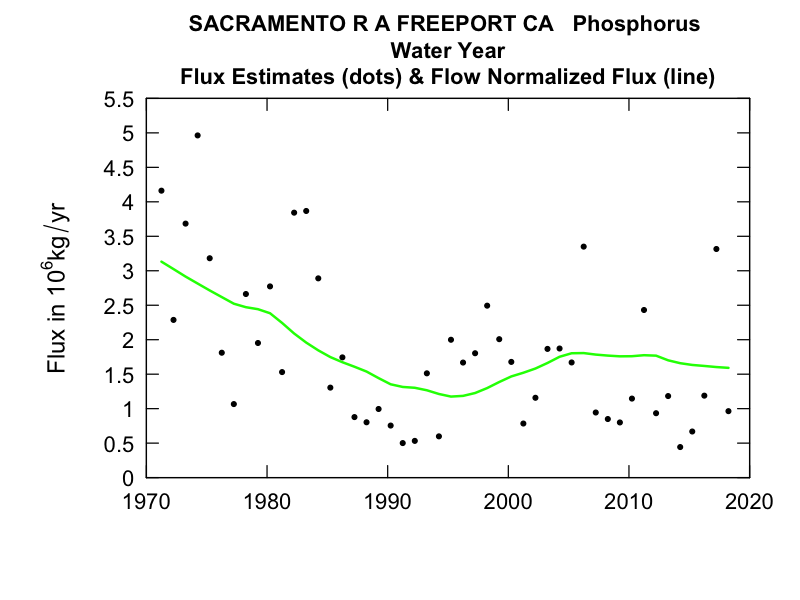 SACRAMENTO R A FREEPORT CA   Phosphorus
Water Year
Flux Estimates (dots) & Flow Normalized Flux (line)
Flux in 10⁶kg/yr
5.5
5
4.5
4
3.5
3
2.5
2
1.5
1
0.5
0
1970 1980 1990 2000 2010 2020